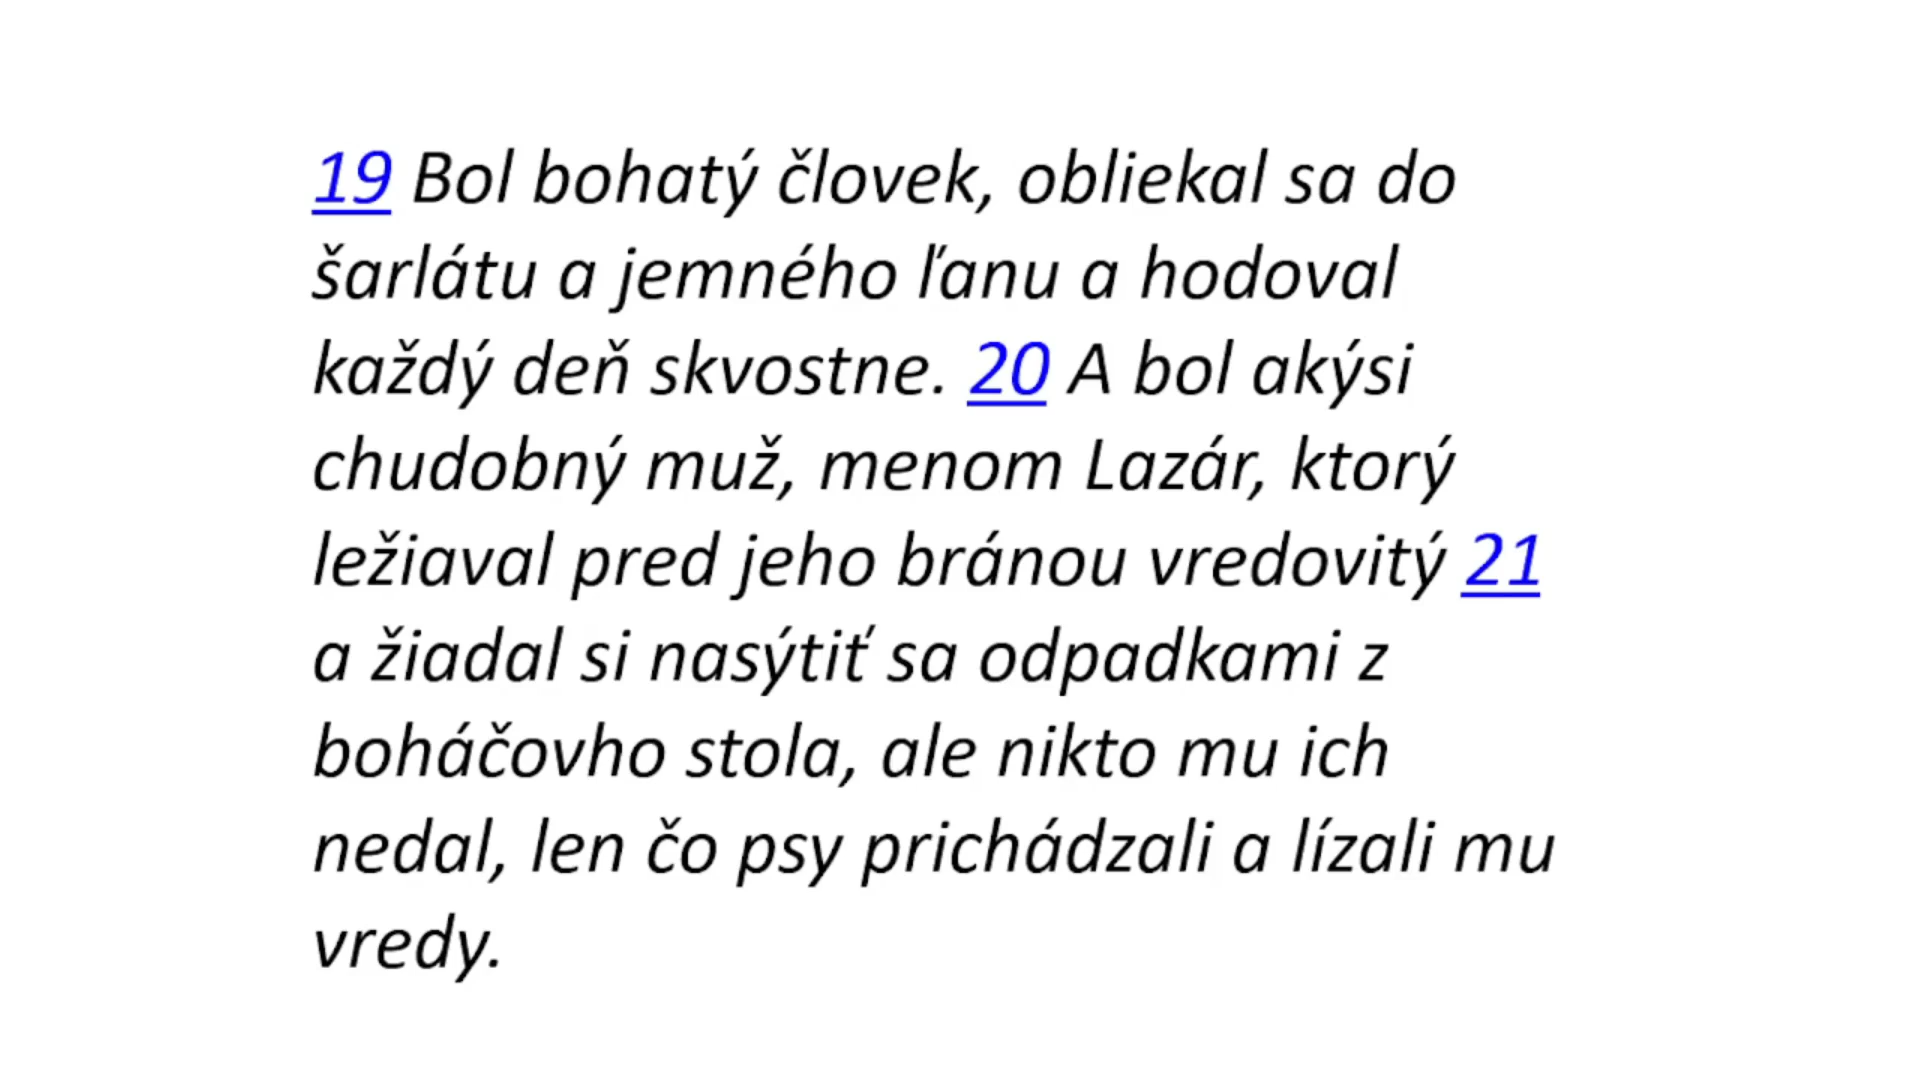 19 Bol bohatý človek, obliekal sa do
šarlátu a jemného ľanu a hodoval
každý deň skvostne. 20 A bol akýsi
chudobný muž, menom Lazár, ktorý
ležiaval pred jeho bránou vredovitý 21
a žiadal si nasýtiť sa odpadkami z
boháčovho stola, ale nikto mu ich
nedal, len čo psy prichádzali a lízali mu
vredy.